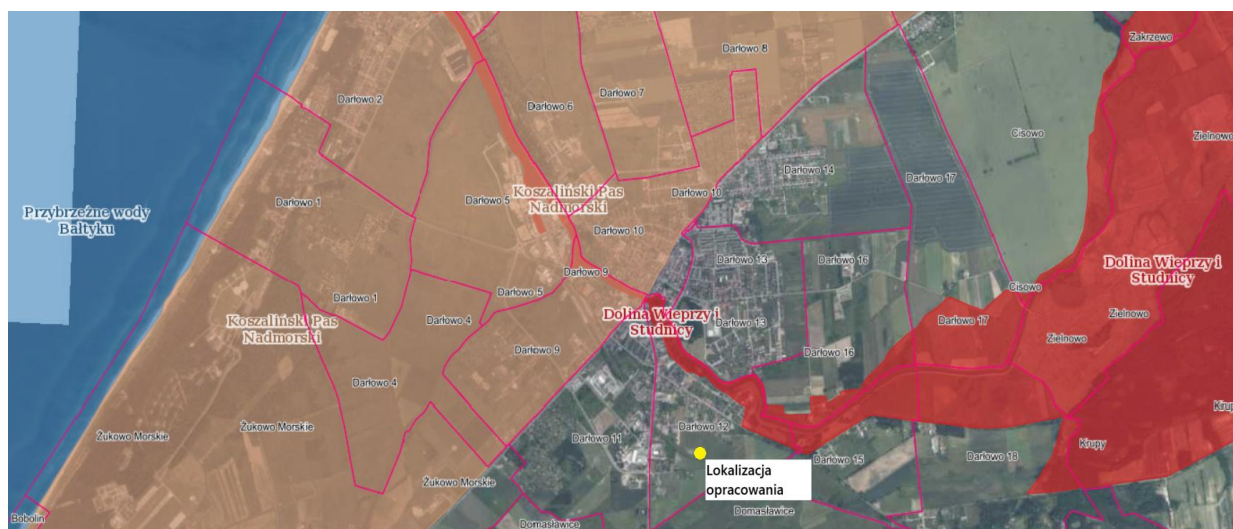 Zakrzewo
Darłowo 8
Darłowo 7
Darłowo 2
Darłowo 6
Cisowo
Zielnowo
Darłowo 14
Darłowo 17
Koszaliński Pas
Nadmorski
Darłowo 10
Darłowo 5
Darłowo 1
Przybrzeżne wody
Bałtyku
Darłowo 10
Darłowo 13
Darłowo 16
Dolina Wieprzy i
Studnicy
Darłowo 9
Cisowo
Darłowo 5
Darłowo 1
Koszaliński Pas
Nadmorski
Darłowo 4
Dolina Wieprzy i
Studnicy
Darłowo 13
Darłowo 17
Zielnowo
Zielnowo
Darłowo 9
Darłowo 16
Darłowo 4
Żukowo Morskie
Żukowo Morskie
Darłowo 11
Darłowo 12
Krupy
Darłowo 15
Darłowo 18
Lokalizacja
opracowania
Żukowo Morskie
Domasławice
Domasławice
Bobolin